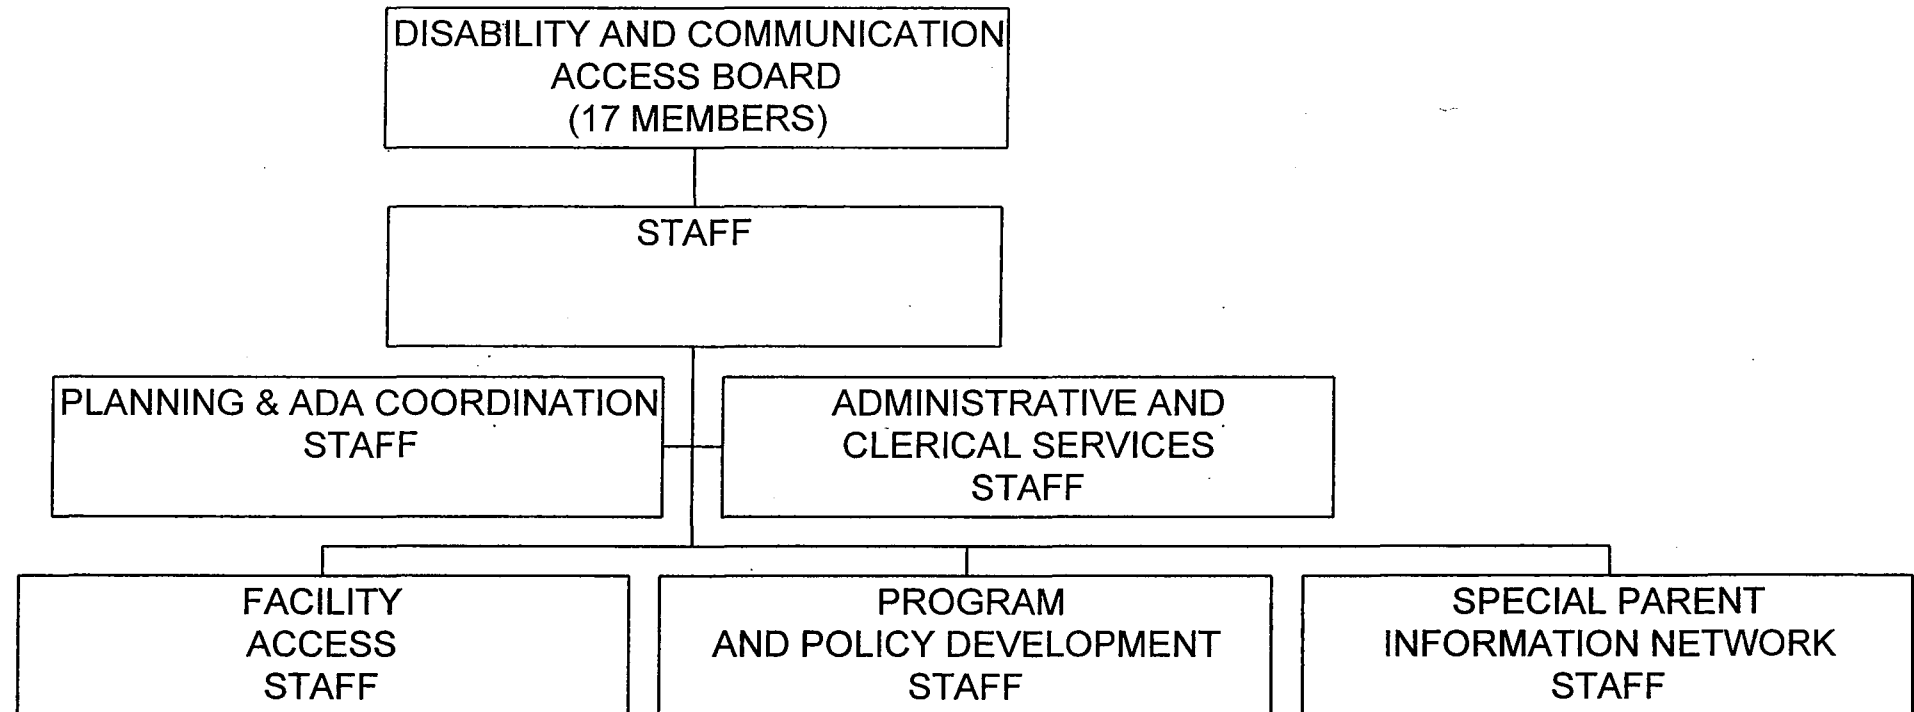 DISABILITY AND COMMUNICATION
ACCESS BOARD
(17 MEMBERS)
STAFF
PLANNING & ADA COORDINATION
STAFF
ADMINISTRATIVE AND
CLERICAL SERVICES
STAFF
FACILITY
ACCESS
STAFF
PROGRAM
AND POLICY DEVELOPMENT
STAFF
SPECIAL PARENT
INFORMATION NETWORK
STAFF